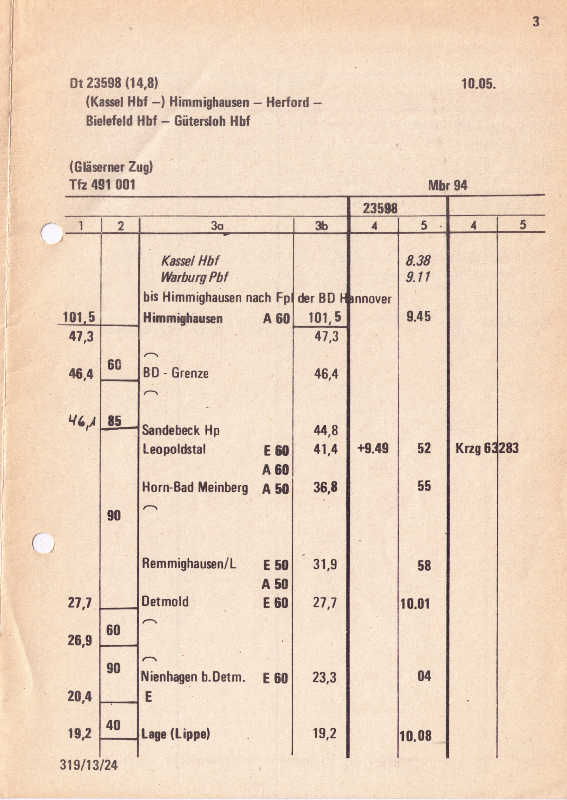 3
Dt 23598 (14,8) 10.05.
(Kassel Hbf –) Himmighausen – Herford –
Bielefeld Hbf – Gütersloh Hbf
(Gläserner Zug)
Tfz 491 001 Mbr 94
23598
1 2 3a 3b 4 5 4 5
Kassel Hbf 8.38
Warburg Pbf 9.11
bis Himmighausen nach Fpl der BD Hannover
101,5 Himmighausen A 60 101,5 9.45
47,3 47,3
60
46,4 BD - Grenze 46,4
46,1 85
Sandebeck Hp 44,8
Leopoldstal E 60 41,4 +9.49 52 Krzg 63283
A 60
Horn-Bad Meinberg A 50 36,8 55
90
Remmighausen/L E 50 31,9 58
A 50
27,7 Detmold E 60 27,7 10.01
60
26,9
90
Nienhagen b.Detm. E 60 23,3 04
20,4 E
40
19,2 Lage (Lippe) 19,2 10.08
319/13/24